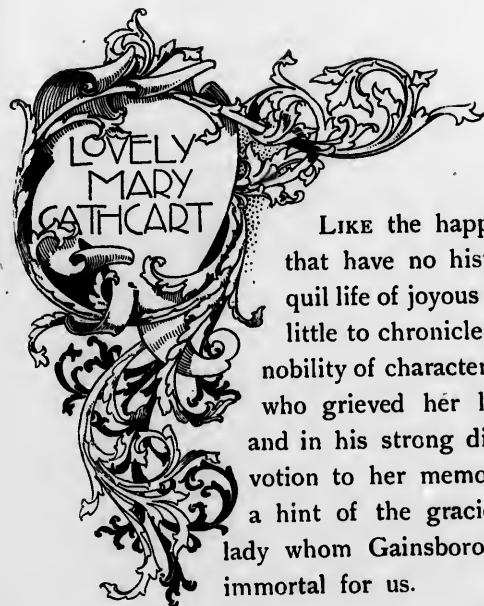 LOVELY
MARY
CATHCART
LIKE the happ
that have no hist
quil life of joyous
little to chronicle
nobility of character
who grieved her l
and in his strong di
votion to her memo
a hint of the graci
lady whom Gainsboro
immortal for us.